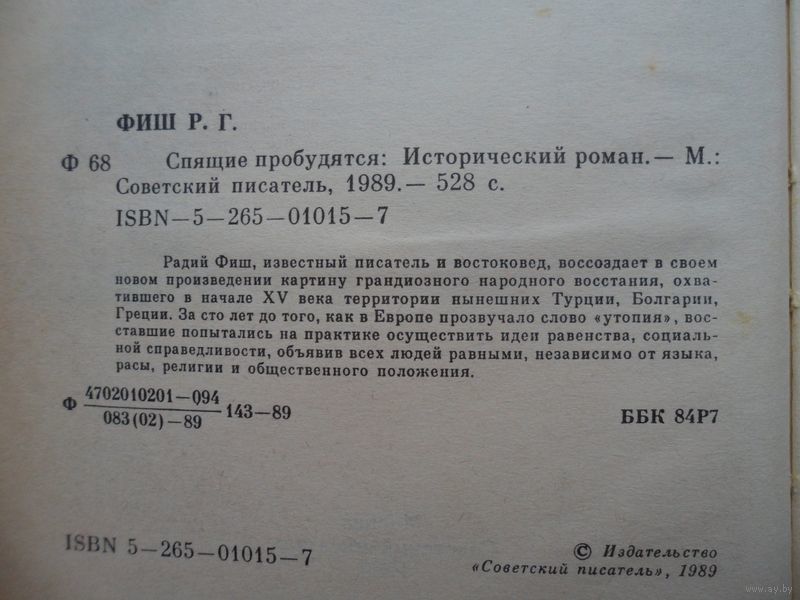 ФИШ Р. Г.
Ф 68 Спящие пробудятся: Исторический роман.— М.:
Советский писатель, 1989.— 528 с.
ISBN—5—265—01015—7
Радий Фиш, известный писатель и востоковед, воссоздает в своем
новом произведении картину грандиозного народного восстания, охва-
тившего в начале XV века территории нынешних Турции, Болгарии,
Греции. За сто лет до того, как в Европе прозвучало слово «утопия», вос-
ставшие попытались на практике осуществить идеи равенства, социаль-
ной справедливости, объявив всех людей равными, независимо от языка,
расы, религии и общественного положения.
Ф 4702010201—094
083(02)—89 143—89
ББК 84Р7
ISBN 5—265—01015—7
© Издательство
«Советский писатель», 1989
www.ay.by